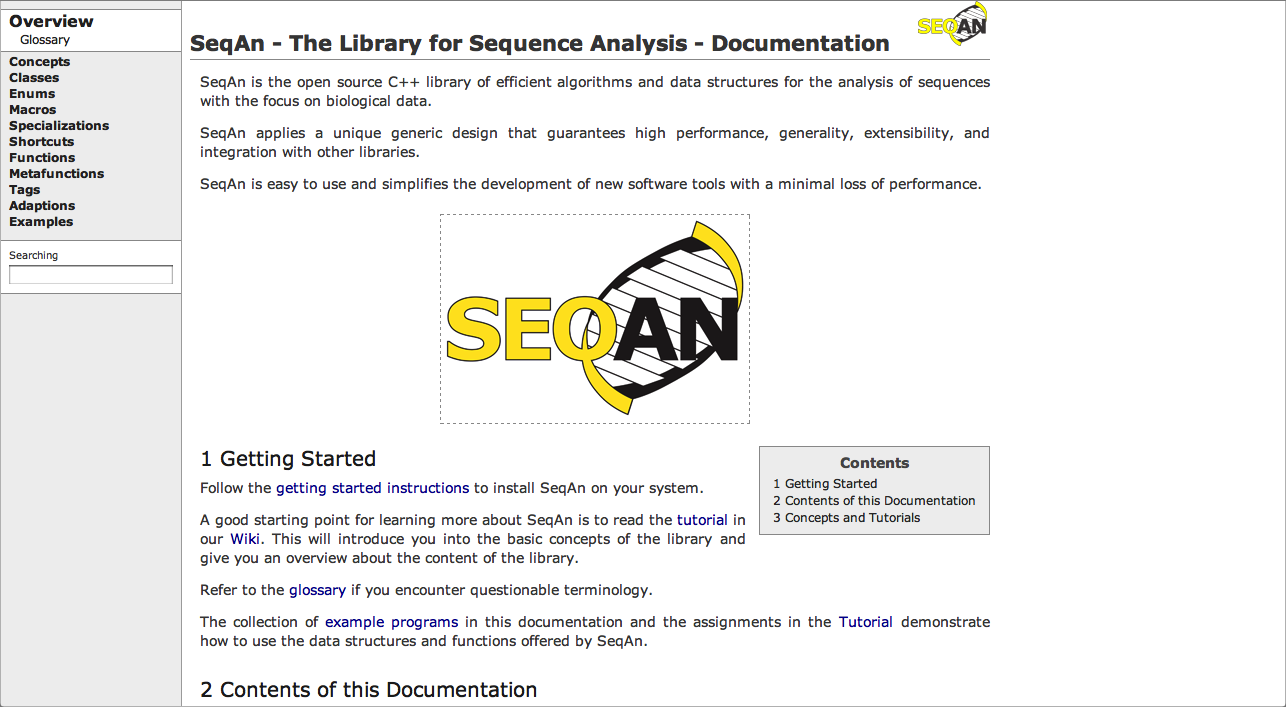 Overview
Glossary
Concepts
Classes
Enums
Macros
Specializations
Shortcuts
Functions
Metafunctions
Tags
Adaptions
Examples
Searching
SEQAN
SeqAn - The Library for Sequence Analysis - Documentation
SeqAn is the open source C++ library of efficient algorithms and data structures for the analysis of sequences
with the focus on biological data.
SeqAn applies a unique generic design that guarantees high performance, generality, extensibility, and
integration with other libraries.
SeqAn is easy to use and simplifies the development of new software tools with a minimal loss of performance.
SEQAN
1 Getting Started
Follow the getting started instructions to install SeqAn on your system.
A good starting point for learning more about SeqAn is to read the tutorial in
our Wiki. This will introduce you into the basic concepts of the library and
give you an overview about the content of the library.
Contents
1 Getting Started
2 Contents of this Documentation
3 Concepts and Tutorials
Refer to the glossary if you encounter questionable terminology.
The collection of example programs in this documentation and the assignments in the Tutorial demonstrate
how to use the data structures and functions offered by SeqAn.
2 Contents of this Documentation